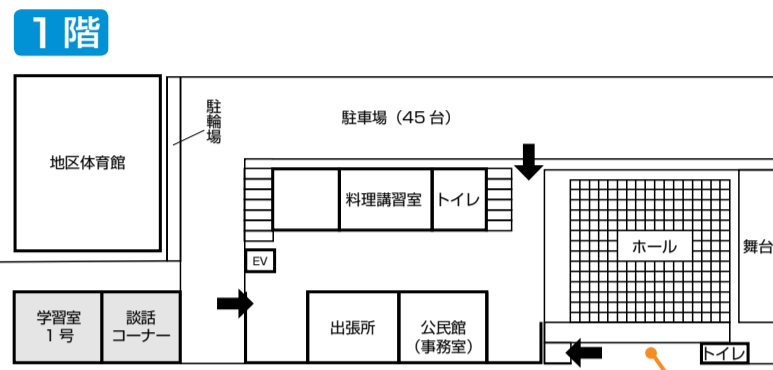 1階
駐輪場
駐車場（45台）
地区体育館
料理講習室
トイレ
ホール
舞台
EV
学習室
1号
談話
コーナー
出張所
公民館
（事務室）
トイレ